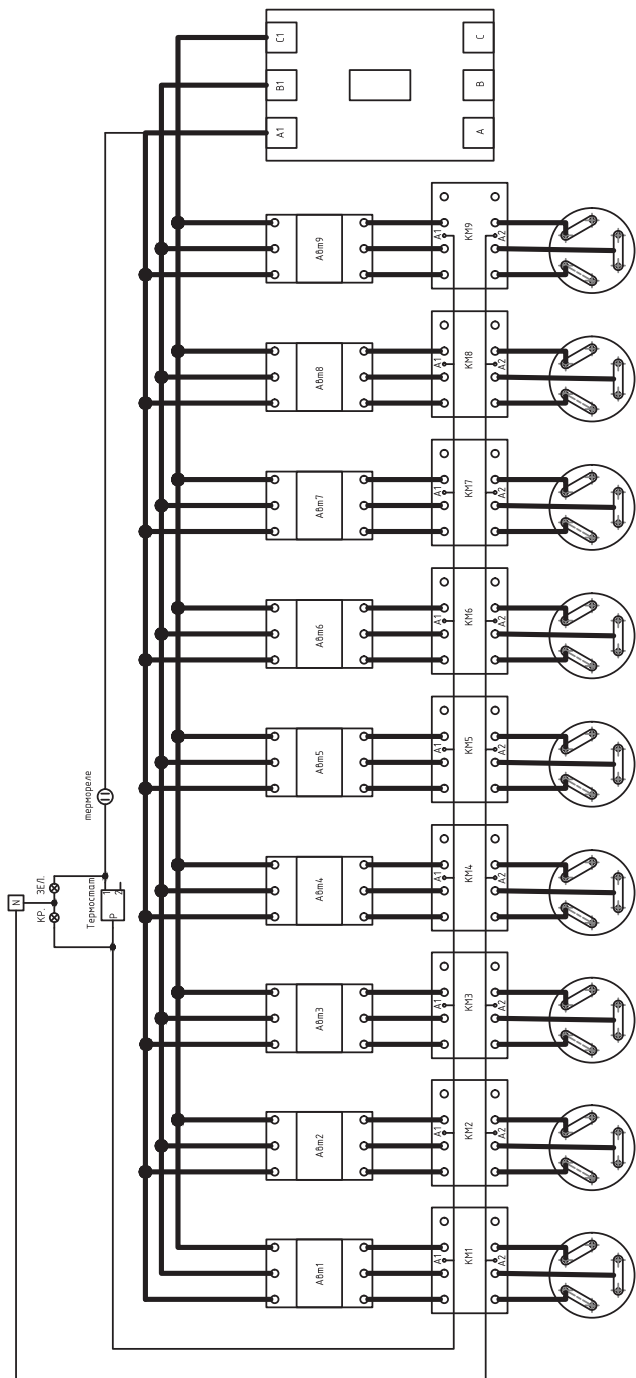 C1
C
B1
B
A1
A
Авт9
A1
КМ9
A2
Авт8
A1
КМ8
A2
Авт7
A1
КМ7
A2
Авт6
A1
КМ6
A2
Авт5
A1
КМ5
A2
термореле
Авт4
A1
КМ4
A2
N
КР.
ЗЕЛ.
Термостат
1
P
2
Авт3
A1
КМ3
A2
Авт2
A1
КМ2
A2
Авт1
A1
КМ1
A2